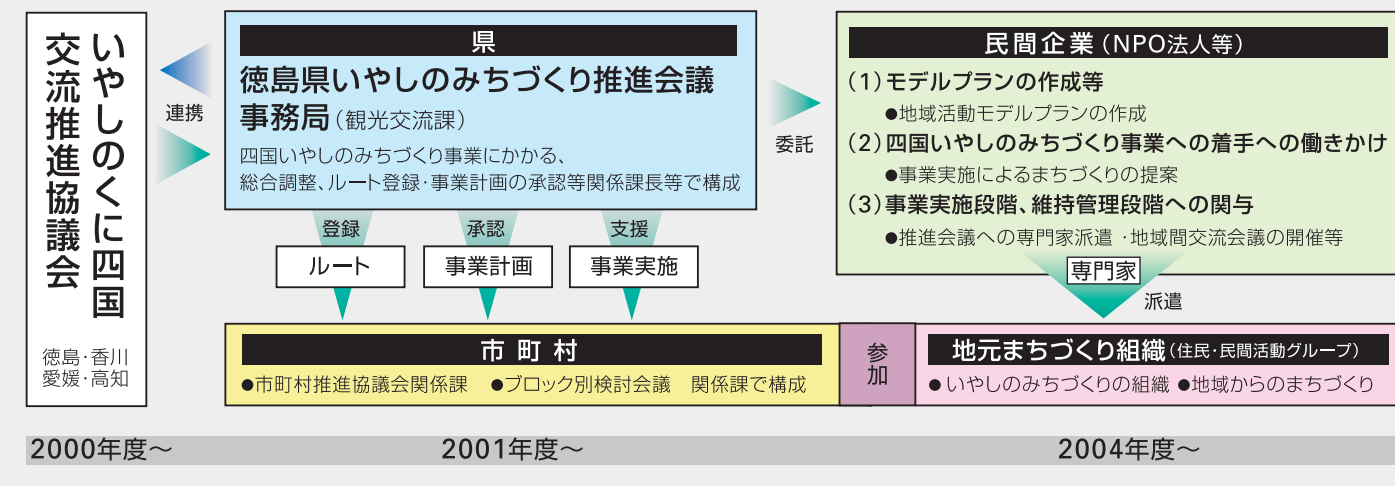 いやしのくに四国
交流推進協議会
徳島・香川
愛媛・高知
連携
県
徳島県いやしのみちづくり推進会議
事務局(観光交流課)
四国いやしのみちづくり事業にかかる、
総合調整、ルート登録・事業計画の承認等関係課長等で構成
委託
民間企業(NPO法人等)
(1)モデルプランの作成等
●地域活動モデルプランの作成
(2)四国いやしのみちづくり事業への着手への働きかけ
●事業実施によるまちづくりの提案
(3)事業実施段階、維持管理段階への関与
●推進会議への専門家派遣 ・地域間交流会議の開催等
登録
承認
支援
ルート
事業計画
事業実施
専門家
派遣
市町村
●市町村推進協議会関係課 ●ブロック別検討会議 関係課で構成
参加
地元まちづくり組織(住民・民間活動グループ)
●いやしのみちづくりの組織 ●地域からのまちづくり
2000年度～
2001年度～
2004年度～